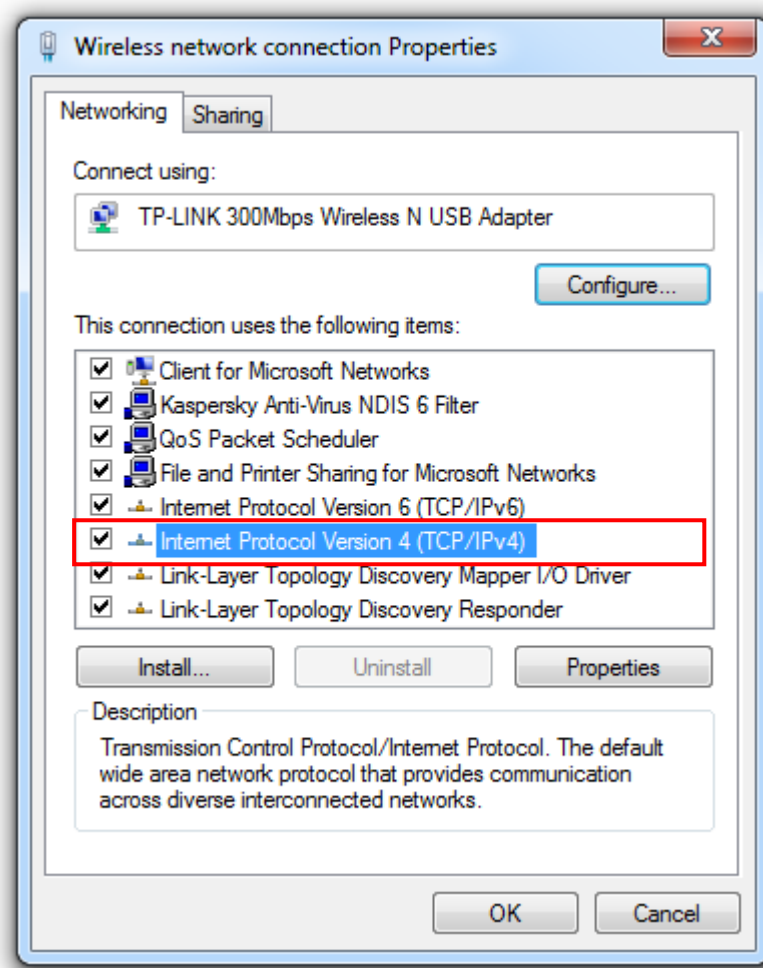 Wireless network connection Properties
Networking
Sharing
Connect using:
TP-LINK 300Mbps Wireless N USB Adapter
Configure...
This connection uses the following items:
Client for Microsoft Networks
Kaspersky Anti-Virus NDIS 6 Filter
QoS Packet Scheduler
File and Printer Sharing for Microsoft Networks
Internet Protocol Version 6 (TCP/IPv6)
Internet Protocol Version 4 (TCP/IPv4)
Link-Layer Topology Discovery Mapper I/O Driver
Link-Layer Topology Discovery Responder
Install...
Uninstall
Properties
Description
Transmission Control Protocol/Internet Protocol. The default
wide area network protocol that provides communication
across diverse interconnected networks.
OK
Cancel